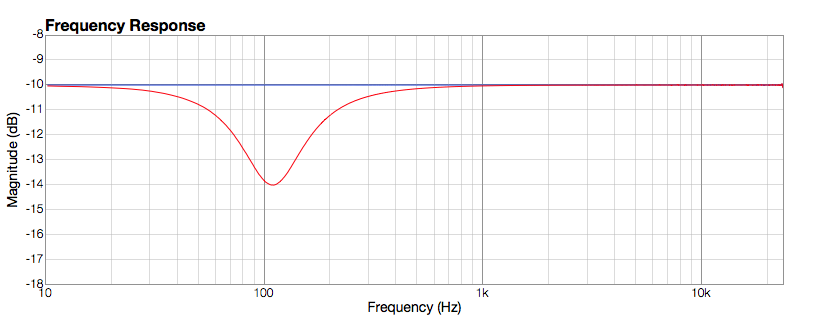 Frequency Response
-8
-9
-10
-11
-12
-13
-14
-15
-16
-17
-18
Magnitude (dB)
10 100 1k 10k
Frequency (Hz)